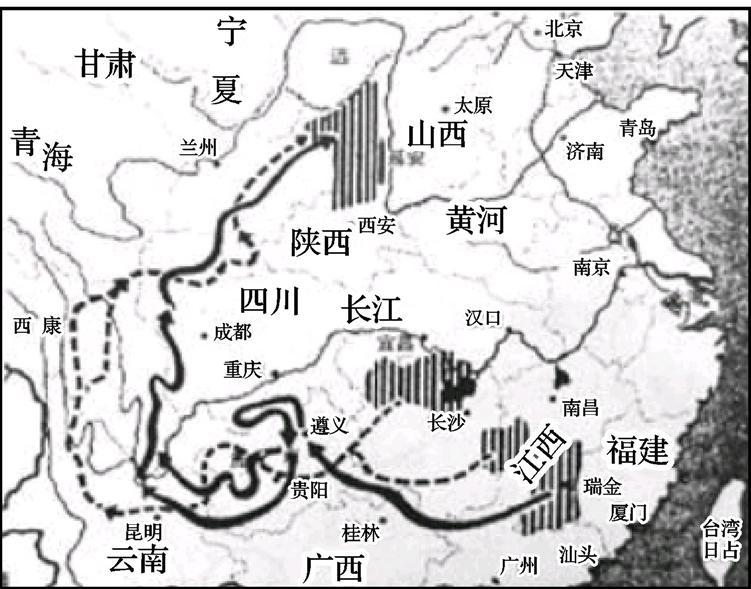 宁夏
北京
甘肃
天津
太原
山西
青岛
青海
兰州
济南
西安
黄河
陕西
南京
四川
长江
西康
成都
汉口
宜昌
重庆
遵义
长沙
南昌
江西
福建
贵阳
瑞金
厦门
昆明
桂林
台湾
日占
云南
广西
广州
汕头